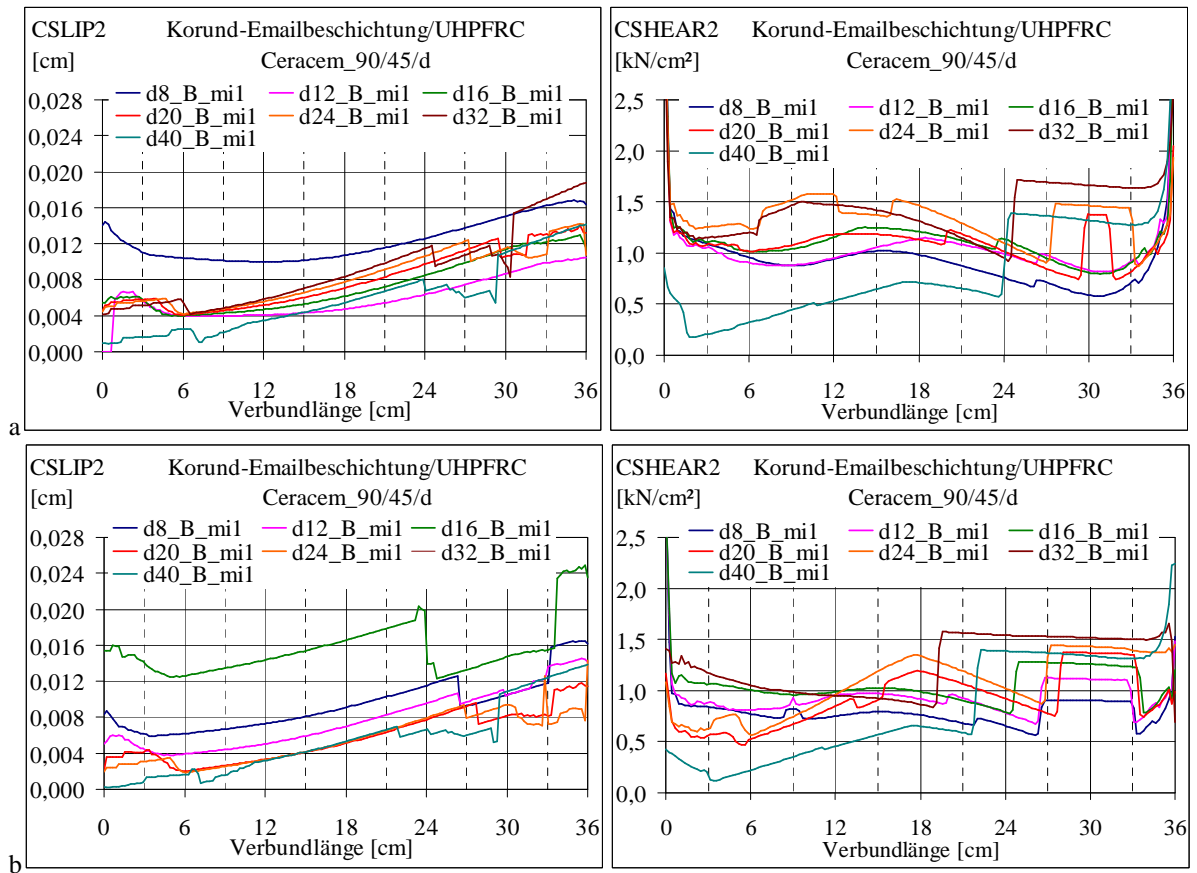 CSLIP2 Korund-Emailbeschichtung/UHPFRC
[cm] Ceracem_90/45/d
0,028
d8_B_mi1 d12_B_mi1 d16_B_mi1
0,024
d20_B_mi1 d24_B_mi1 d32_B_mi1
d40_B_mi1
0,020
0,016
0,012
0,008
0,004
0,000
0 6 12 18 24 30 36
Verbundlänge [cm]
a
CSHEAR2 Korund-Emailbeschichtung/UHPFRC
[kN/cm²] Ceracem_90/45/d
2,5
d8_B_mi1 d12_B_mi1 d16_B_mi1
d20_B_mi1 d24_B_mi1 d32_B_mi1
2,0
d40_B_mi1
1,5
1,0
0,5
0,0
0 6 12 18 24 30 36
Verbundlänge [cm]
CSLIP2 Korund-Emailbeschichtung/UHPFRC
[cm] Ceracem_90/45/d
0,028
d8_B_mi1 d12_B_mi1 d16_B_mi1
d20_B_mi1 d24_B_mi1 d32_B_mi1
0,024
d40_B_mi1
0,020
0,016
0,012
0,008
0,004
0,000
0 6 12 18 24 30 36
Verbundlänge [cm]
b
CSHEAR2 Korund-Emailbeschichtung/UHPFRC
[kN/cm²] Ceracem_90/45/d
2,5
d8_B_mi1 d12_B_mi1 d16_B_mi1
d20_B_mi1 d24_B_mi1 d32_B_mi1
2,0
d40_B_mi1
1,5
1,0
0,5
0,0
0 6 12 18 24 30 36
Verbundlänge [cm]